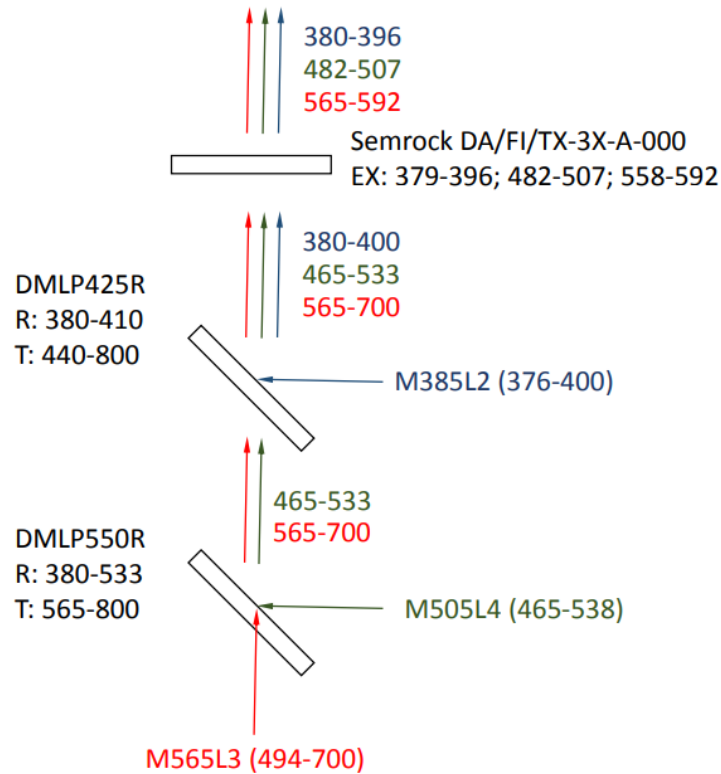 380-396
482-507
565-592
Semrock DA/FI/TX-3X-A-000
EX: 379-396; 482-507; 558-592
380-400
465-533
565-700
DMLP425R
R: 380-410
T: 440-800
M385L2 (376-400)
465-533
565-700
DMLP550R
R: 380-533
T: 565-800
M505L4 (465-538)
M565L3 (494-700)